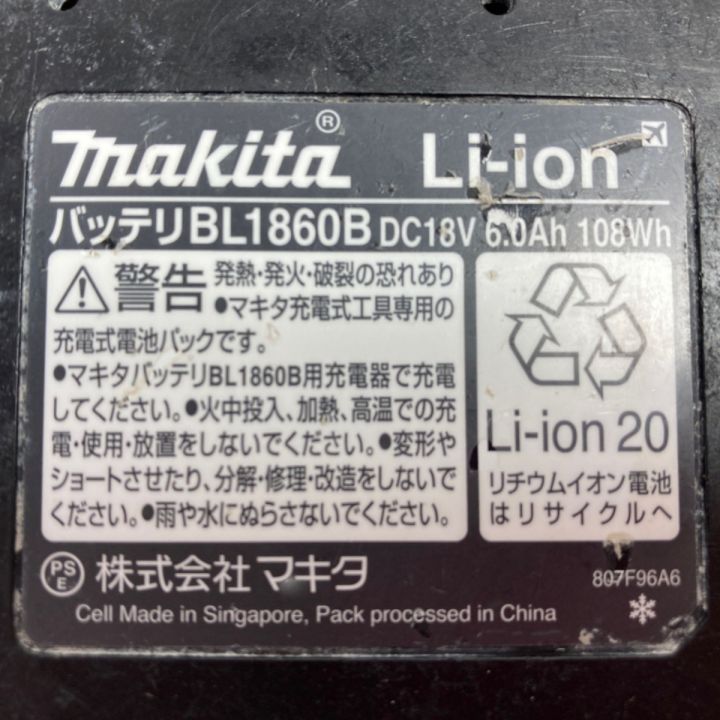 makita® Li-ion
バッテリBL1860B DC18V 6.0Ah 108Wh
警告 発熱・発火・破裂の恐れあり
●マキタ充電式工具専用の
充電式電池パックです。
●マキタバッテリBL1860B用充電器で充電
してください。●火中投入、加熱、高温での充
電・使用・放置をしないでください。●変形や
ショートさせたり、分解・修理・改造をしないで
ください。●雨や水にぬらさないでください。
Li-ion 20
リチウムイオン電池
はリサイクルへ
PS
E 株式会社マキタ
807F96A6
Cell Made in Singapore, Pack processed in China